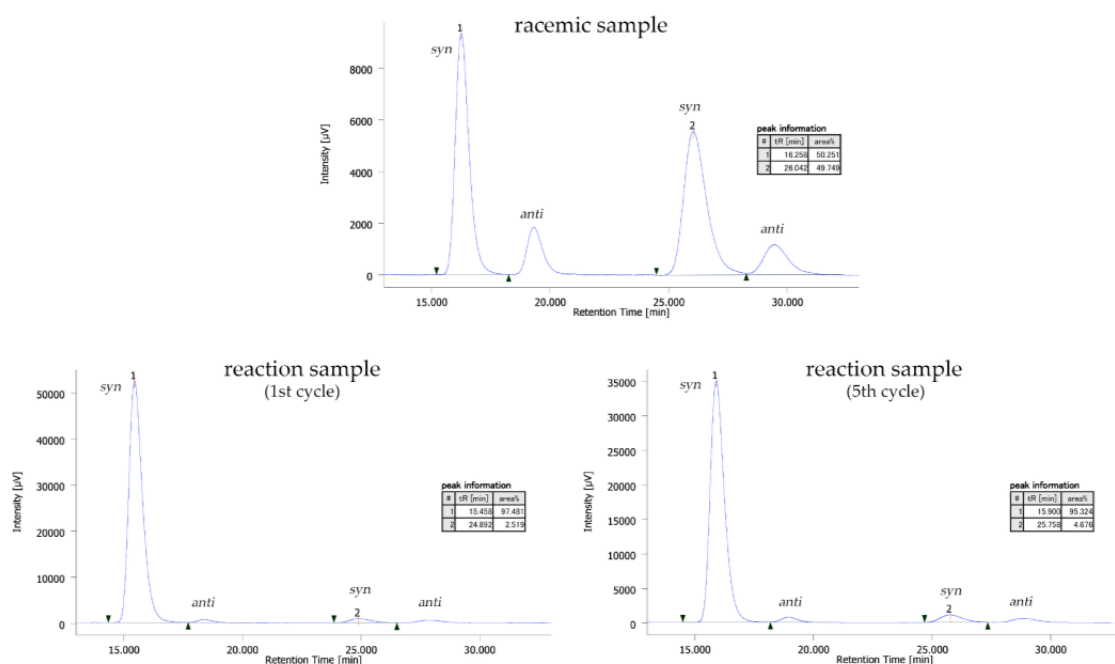 racemic sample
1
syn
syn
2
anti
anti
peak information
# tR [min] area%
1 16.258 50.251
2 26.042 49.749
Intensity [µV]
8000
6000
4000
2000
0
15.000 20.000 25.000 30.000
Retention Time [min]
reaction sample
(1st cycle)
1
syn
anti
syn
2
anti
peak information
# tR [min] area%
1 15.458 97.481
2 24.892 2.519
Intensity [µV]
50000
40000
30000
20000
10000
0
15.000 20.000 25.000 30.000
Retention Time [min]
reaction sample
(5th cycle)
1
syn
anti
syn
2
anti
peak information
# tR [min] area%
1 15.900 95.324
2 25.758 4.676
Intensity [µV]
35000
30000
25000
20000
15000
10000
5000
0
15.000 20.000 25.000 30.000
Retention Time [min]